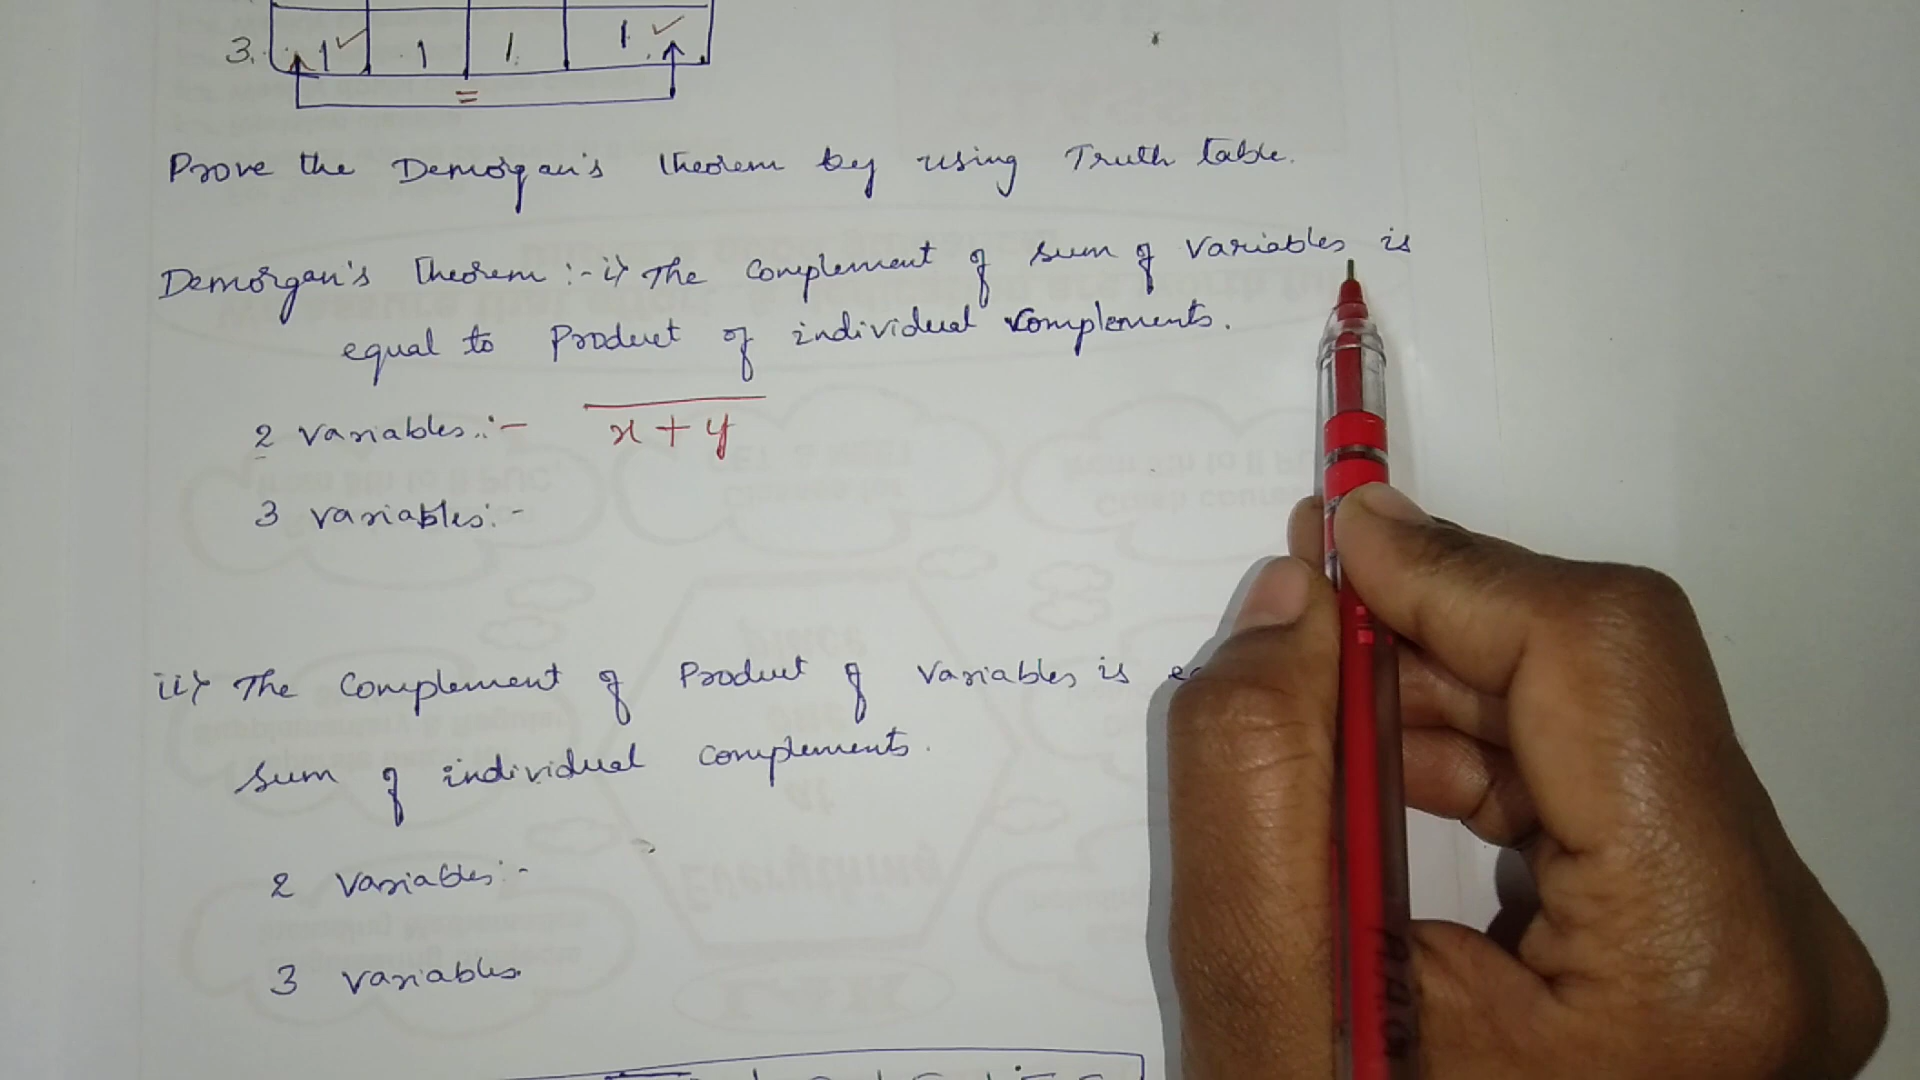 3. 1 1 1 1
=
Prove the Demorgan's theorem by using Truth table.
Demorgan's Theorem :- i) The Complement of sum of Variables is
equal to Product of individual complements.
2 variables :- x + y
3 variables :-
ii) The Complement of Product of Variables is
sum of individual complements.
2 Variables :-
3 variables.